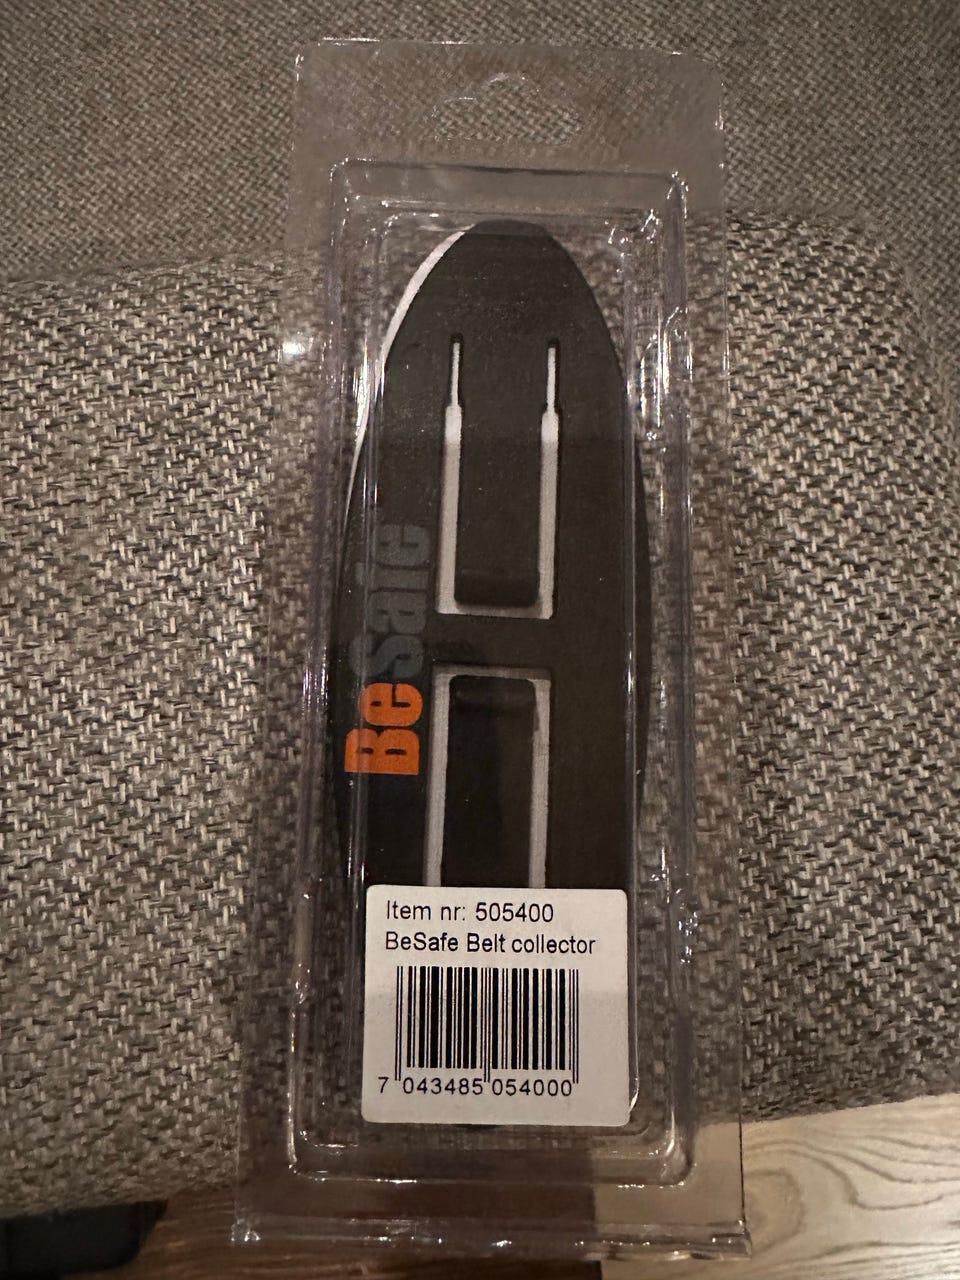 BeSafe
Item nr: 505400
BeSafe Belt collector
7 043485 054000